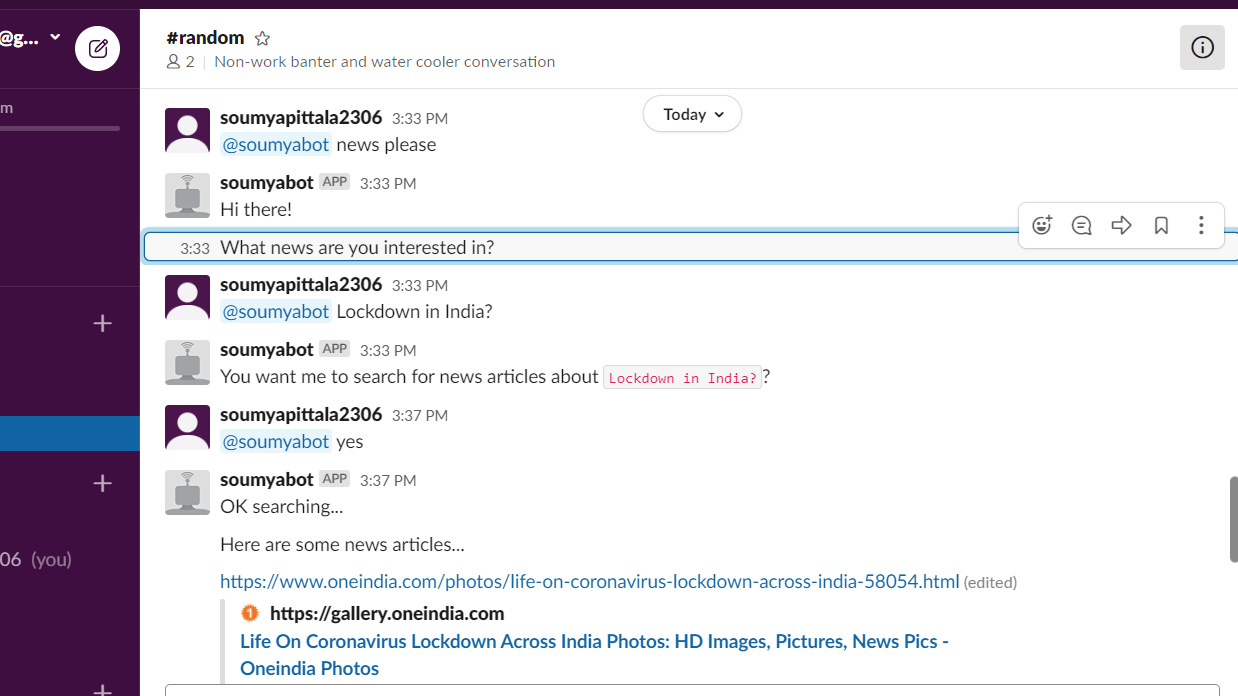 @g...
#random
2
Non-work banter and water cooler conversation
m
Today
soumyapittala2306 3:33 PM
@soumyabot news please
soumyabot APP 3:33 PM
Hi there!
3:33 What news are you interested in?
soumyapittala2306 3:33 PM
@soumyabot Lockdown in India?
soumyabot APP 3:33 PM
You want me to search for news articles about Lockdown in India? ?
soumyapittala2306 3:37 PM
@soumyabot yes
soumyabot APP 3:37 PM
OK searching...
Here are some news articles...
06 (you)
https://www.oneindia.com/photos/life-on-coronavirus-lockdown-across-india-58054.html (edited)
1 https://gallery.oneindia.com
Life On Coronavirus Lockdown Across India Photos: HD Images, Pictures, News Pics -
Oneindia Photos